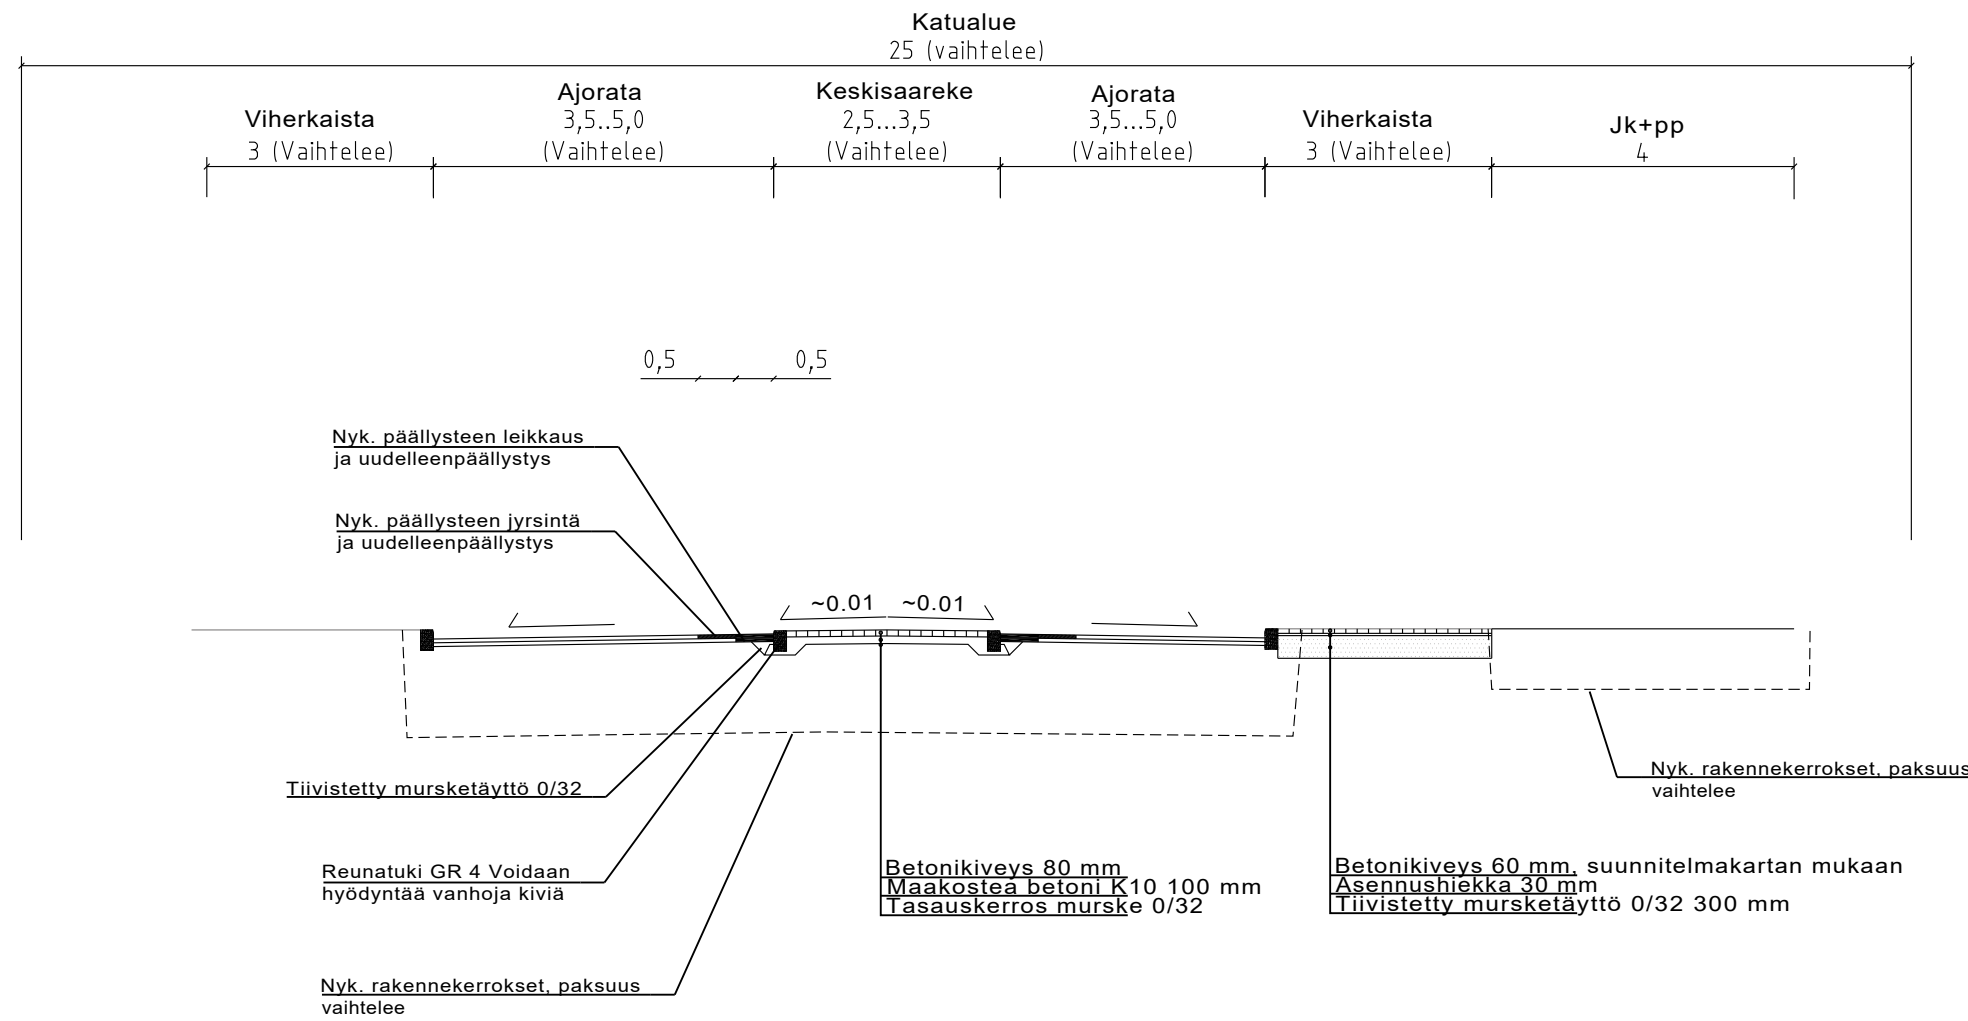 Katualue
25 (vaihtelee)
Viherkaista
3 (Vaihtelee)
Ajorata
3,5..5,0
(Vaihtelee)
Keskisaareke
2,5...3,5
(Vaihtelee)
Ajorata
3,5...5,0
(Vaihtelee)
Viherkaista
3 (Vaihtelee)
Jk+pp
4
0,5 0,5
Nyk. päällysteen leikkaus
ja uudelleenpäällystys
Nyk. päällysteen jyrsintä
ja uudelleenpäällystys
~0.01 ~0.01
Tiivistetty mursketäyttö 0/32
Reunatuki GR 4 Voidaan
hyödyntää vanhoja kiviä
Nyk. rakennekerrokset, paksuus
vaihtelee
Betonikiveys 80 mm
Maakostea betoni K10 100 mm
Tasauskerros murske 0/32
Betonikiveys 60 mm, suunnitelmakartan mukaan
Asennushiekka 30 mm
Tiivistetty mursketäyttö 0/32 300 mm
Nyk. rakennekerrokset, paksuus
vaihtelee